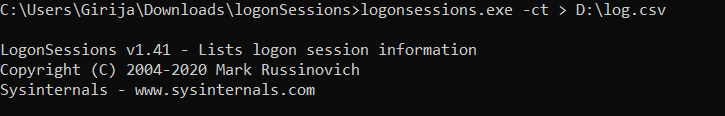 C:\Users\Girija\Downloads\logonSessions>logonsessions.exe -ct > D:\log.csv
LogonSessions v1.41 - Lists logon session information
Copyright (C) 2004-2020 Mark Russinovich
Sysinternals - www.sysinternals.com